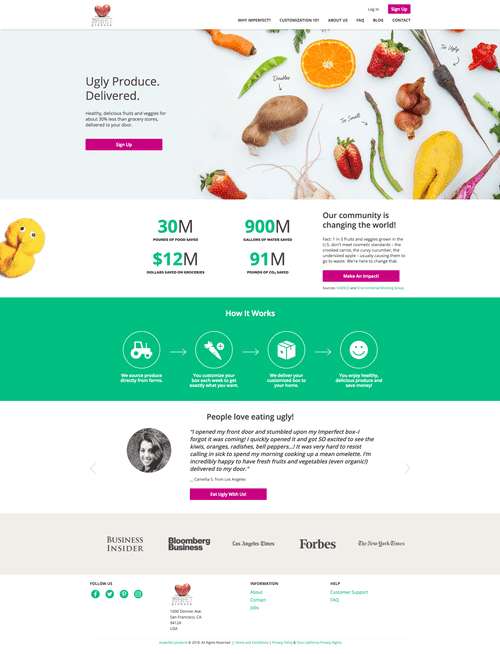 Log In
Sign Up
WHY IMPERFECT?
CUSTOMIZATION 101
ABOUT US
FAQ
BLOG
CONTACT
Ugly Produce.
Delivered.
Healthy, delicious fruits and veggies for
about 30% less than grocery stores,
delivered to your door.
Sign Up
Doubles
Too Small
Too Ugly
30M
POUNDS OF FOOD SAVED
900M
GALLONS OF WATER SAVED
$12M
DOLLARS SAVED ON GROCERIES
91M
POUNDS OF CO₂ SAVED
Our community is
changing the world!
Fact: 1 in 5 fruits and veggies grown in the
U.S. don't meet cosmetic standards – the
crooked carrot, the curvy cucumber, the
undersized apple – usually causing them to
go to waste. We're here to change that.
Make An Impact!
Sources: and Environmental Working Group
How It Works
We source produce
directly from farms.
You customize your
box each week to get
exactly what you want.
We deliver your
customized box to
your home.
You enjoy healthy,
delicious produce and
save money!
People love eating ugly!
"I opened my front door and stumbled upon my Imperfect box–I
forgot it was coming! I quickly opened it and got SO excited to see the
kiwis, oranges, radishes, bell peppers...! It was very hard to resist
calling in sick to spend my morning cooking up a mean omelette. I'm
incredibly happy to have fresh fruits and vegetables (even organic!)
delivered to my door."
__ Camellia S. from Los Angeles
Eat Ugly With Us!
BUSINESS
INSIDER
Bloomberg
Business
Los Angeles Times
Forbes
The New York Times
FOLLOW US
1600 Donner Ave
San Francisco, CA
94124
USA
INFORMATION
About
Contact
Jobs
HELP
Customer Support
FAQ
Imperfect produce © 2018. All Rights Reserved | Terms and Conditions | Privacy Policy & Your California Privacy Rights